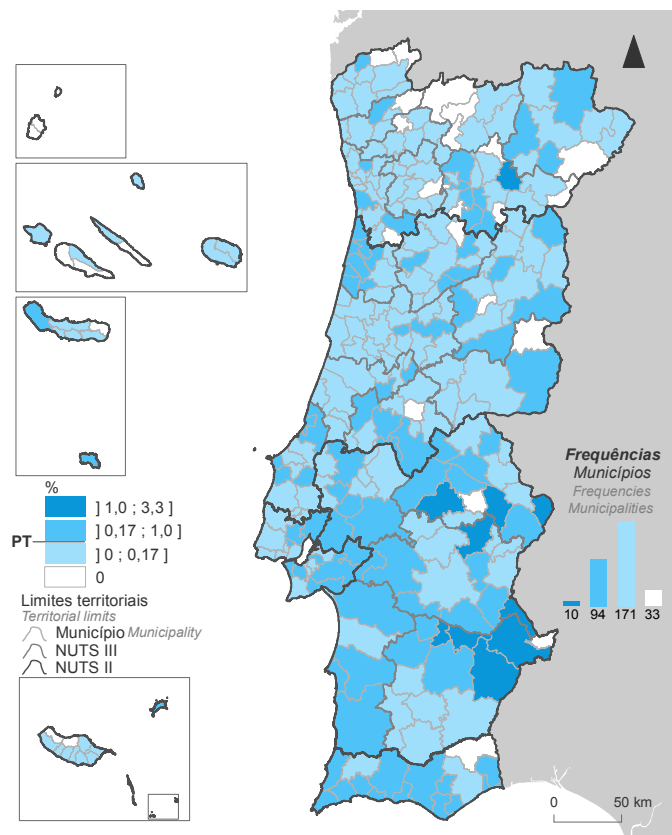 %
] 1,0 ; 3,3 ]
] 0,17 ; 1,0 ]
PT
] 0 ; 0,17 ]
0
Limites territoriais
Territorial limits
Município Municipality
NUTS III
NUTS II
Frequências
Municípios
Frequencies
Municipalities
10 94 171 33
0 50 km